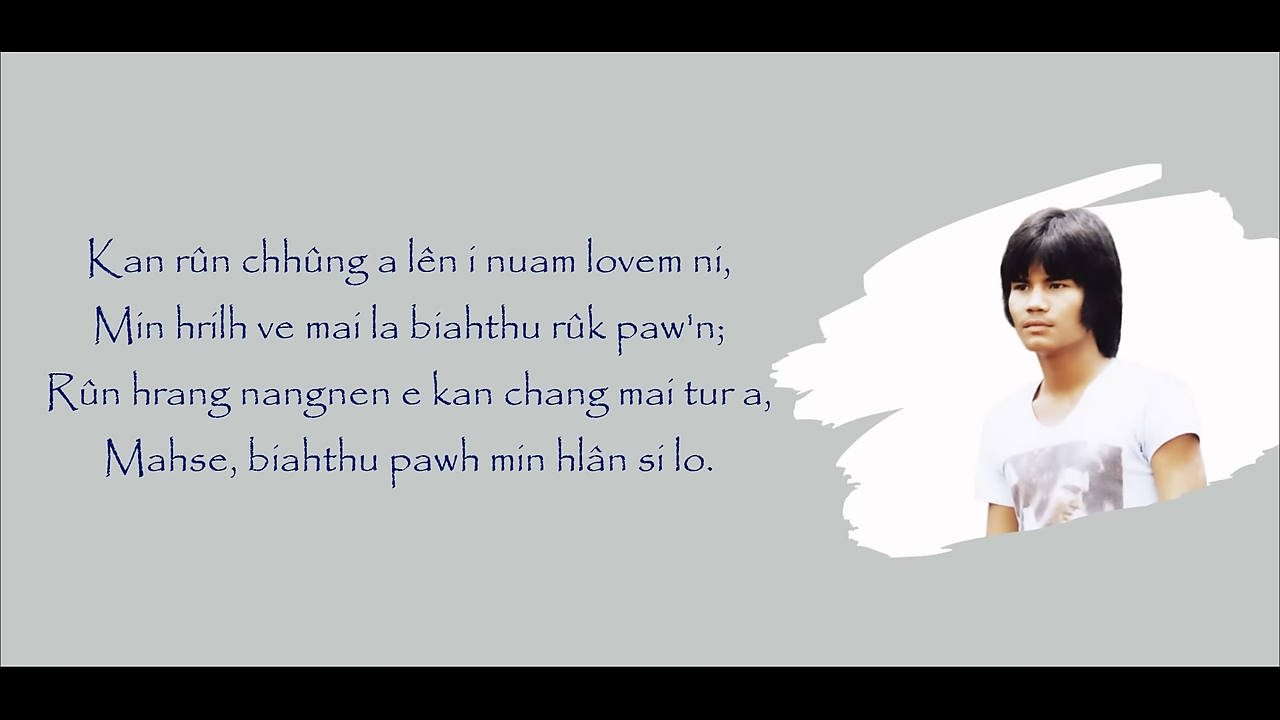 Kan rûn chhûng a lên i nuam lovem ni,
Min hrilh ve mai la biahthu rûk paw'n;
Rûn hrang nangnen e kan chang mai tur a,
Mahse, biahthu pawh min hlân si lo.